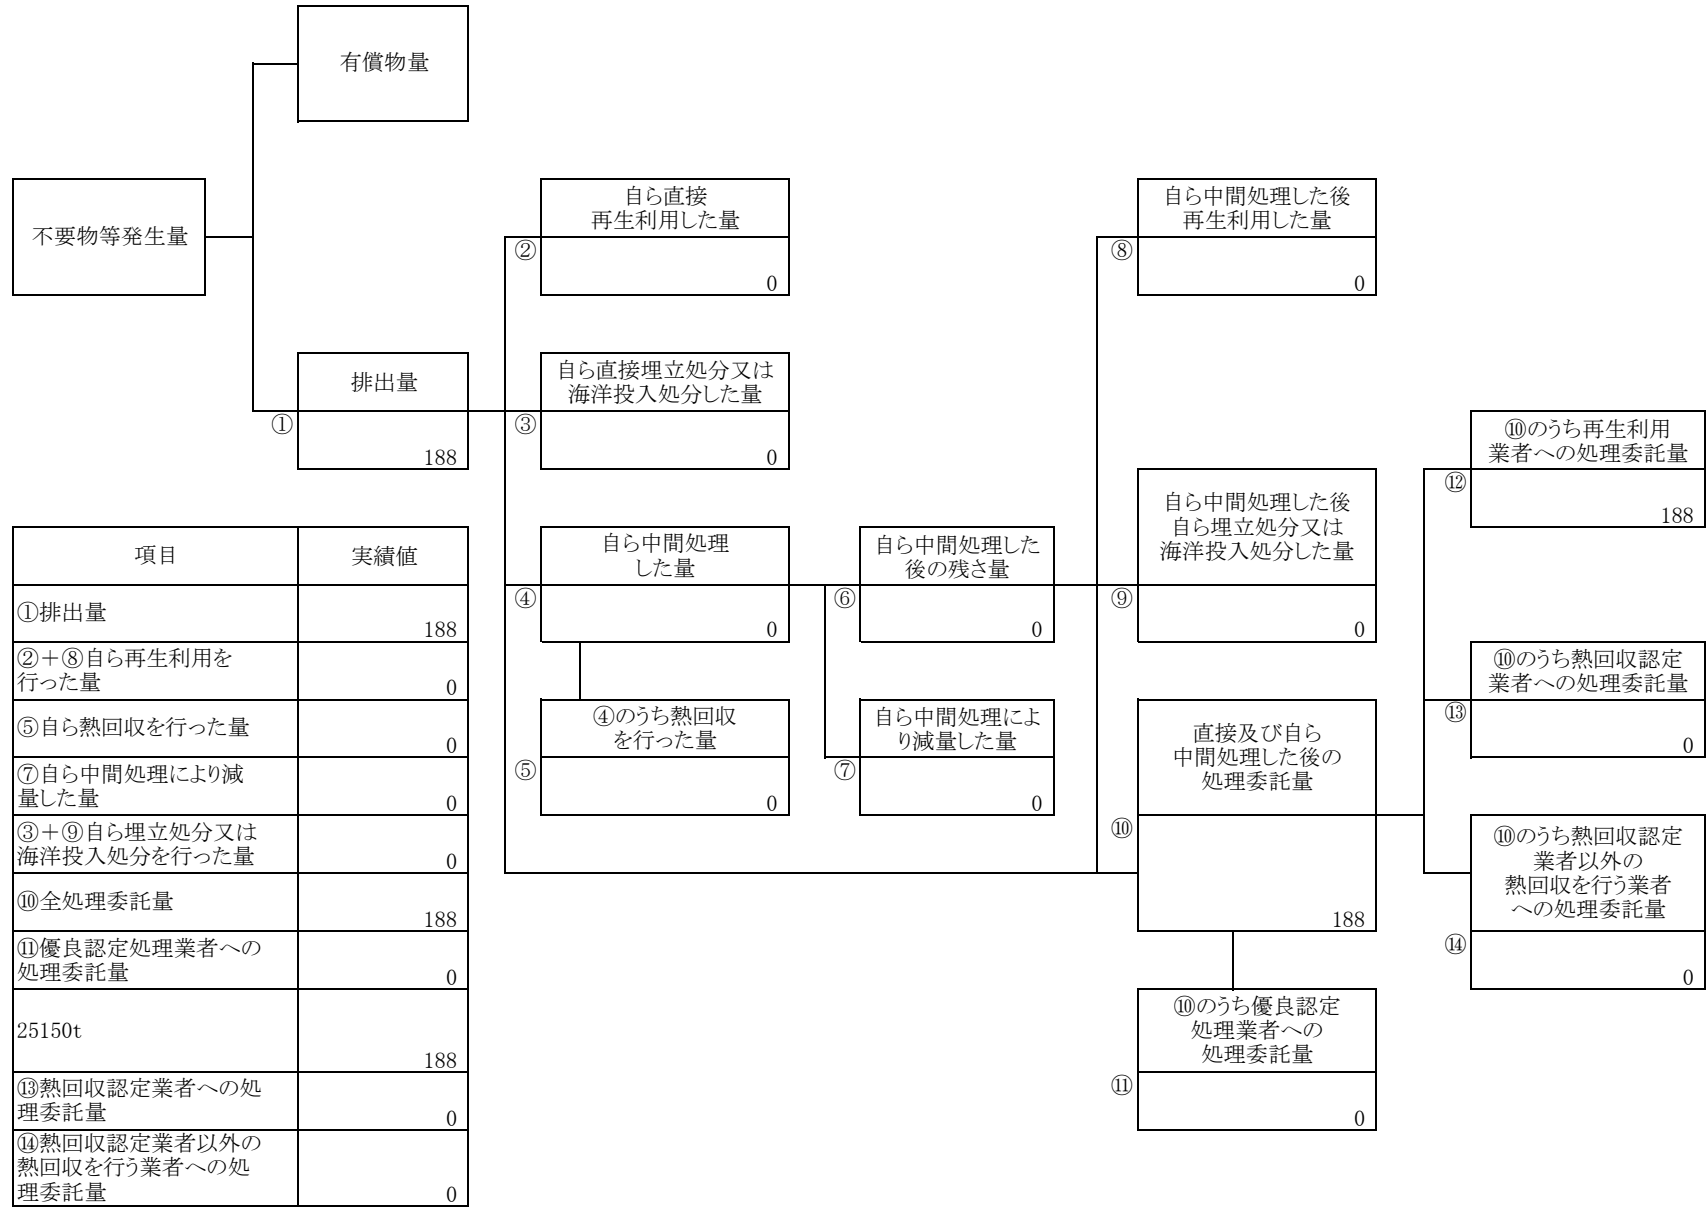 有償物量
不要物等発生量
自ら直接
再生利用した量
②
0
自ら中間処理した後
再生利用した量
⑧
0
排出量
①
188
自ら直接埋立処分又は
海洋投入処分した量
③
0
⑩のうち再生利用
業者への処理委託量
⑫
188
自ら中間処理
した量
④
0
自ら中間処理した
後の残さ量
⑥
0
自ら中間処理した後
自ら埋立処分又は
海洋投入処分した量
⑨
0
⑩のうち熱回収認定
業者への処理委託量
⑬
0
④のうち熱回収
を行った量
⑤
0
自ら中間処理によ
り減量した量
⑦
0
直接及び自ら
中間処理した後の
処理委託量
⑩
188
⑩のうち熱回収認定
業者以外の
熱回収を行う業者
への処理委託量
⑭
0
⑩のうち優良認定
処理業者への
処理委託量
⑪
0
項目 実績値
①排出量
188
②＋⑧自ら再生利用を
行った量
0
⑤自ら熱回収を行った量
0
⑦自ら中間処理により減
量した量
0
③＋⑨自ら埋立処分又は
海洋投入処分を行った量
0
⑩全処理委託量
188
⑪優良認定処理業者への
処理委託量
0
25150t
188
⑬熱回収認定業者への処
理委託量
0
⑭熱回収認定業者以外の
熱回収を行う業者への処
理委託量
0